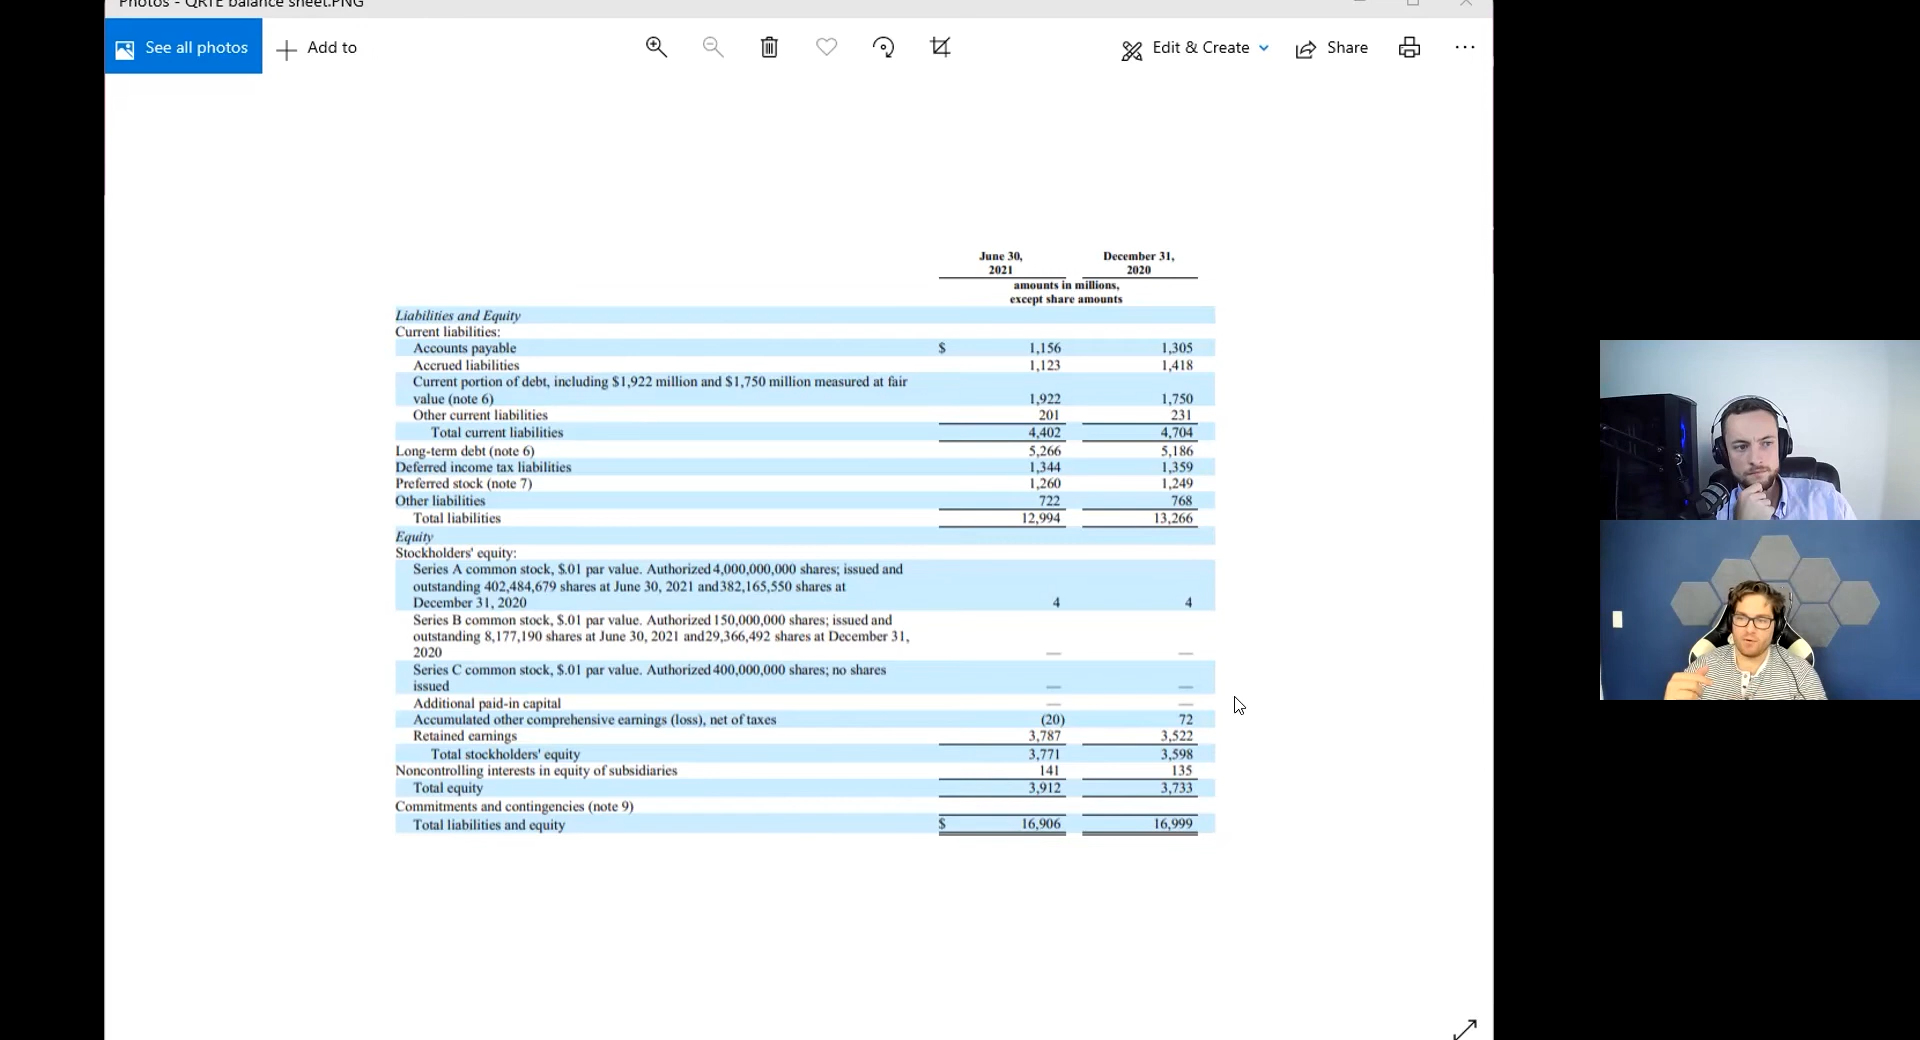 Photos - QRTE balance sheet.PNG
See all photos
Add to
Edit & Create
Share
June 30, December 31,
2021 2020
amounts in millions,
except share amounts
Liabilities and Equity
Current liabilities:
Accounts payable $ 1,156 1,305
Accrued liabilities 1,123 1,418
Current portion of debt, including $1,922 million and $1,750 million measured at fair
value (note 6) 1,922 1,750
Other current liabilities 201 231
Total current liabilities 4,402 4,704
Long-term debt (note 6) 5,266 5,186
Deferred income tax liabilities 1,344 1,359
Preferred stock (note 7) 1,260 1,249
Other liabilities 722 768
Total liabilities 12,994 13,266
Equity
Stockholders' equity:
Series A common stock, $.01 par value. Authorized 4,000,000,000 shares; issued and
outstanding 402,484,679 shares at June 30, 2021 and382,165,550 shares at
December 31, 2020 4 4
Series B common stock, $.01 par value. Authorized 150,000,000 shares; issued and
outstanding 8,177,190 shares at June 30, 2021 and29,366,492 shares at December 31,
2020 — —
Series C common stock, $.01 par value. Authorized 400,000,000 shares; no shares
issued — —
Additional paid-in capital — —
Accumulated other comprehensive earnings (loss), net of taxes (20) 72
Retained earnings 3,787 3,522
Total stockholders' equity 3,771 3,598
Noncontrolling interests in equity of subsidiaries 141 135
Total equity 3,912 3,733
Commitments and contingencies (note 9)
Total liabilities and equity $ 16,906 16,999